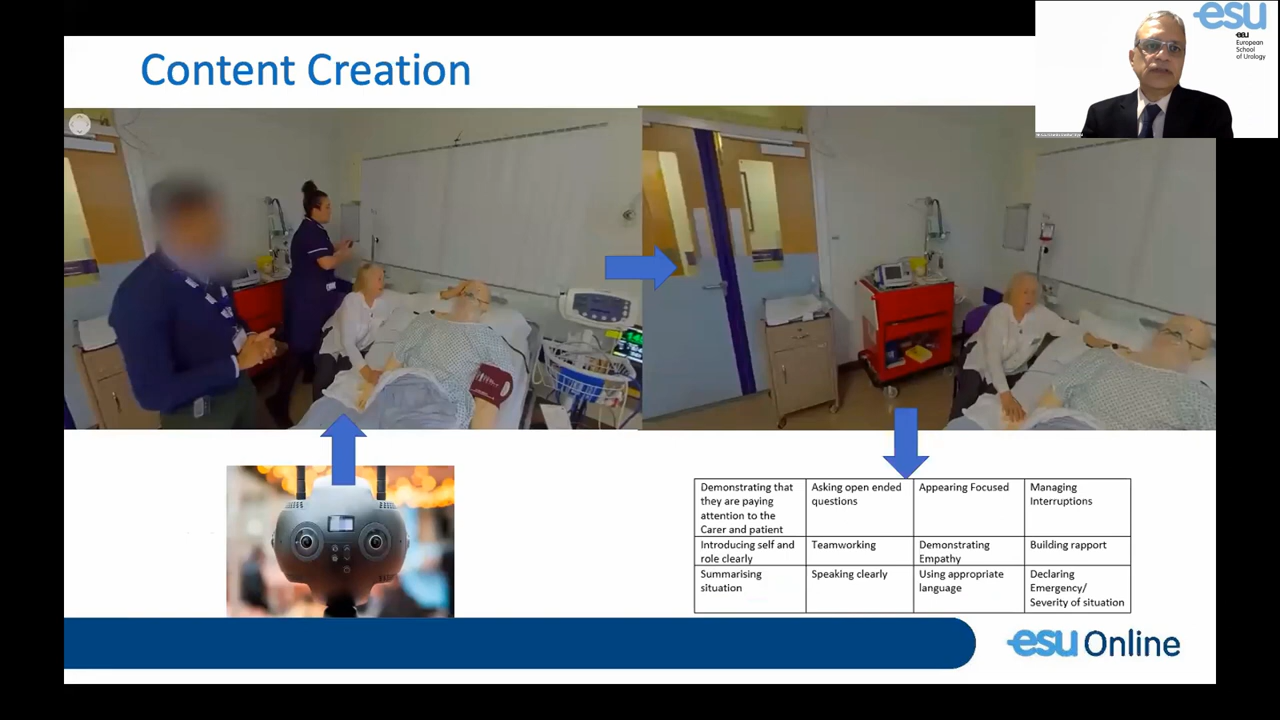 Content Creation
esu
eau
European
School
of Urology
Demonstrating that
they are paying
attention to the
Carer and patient
Asking open ended
questions
Appearing Focused
Managing
Interruptions
Introducing self and
role clearly
Teamworking
Demonstrating
Empathy
Building rapport
Summarising
situation
Speaking clearly
Using appropriate
language
Declaring
Emergency/
Severity of situation
esu Online